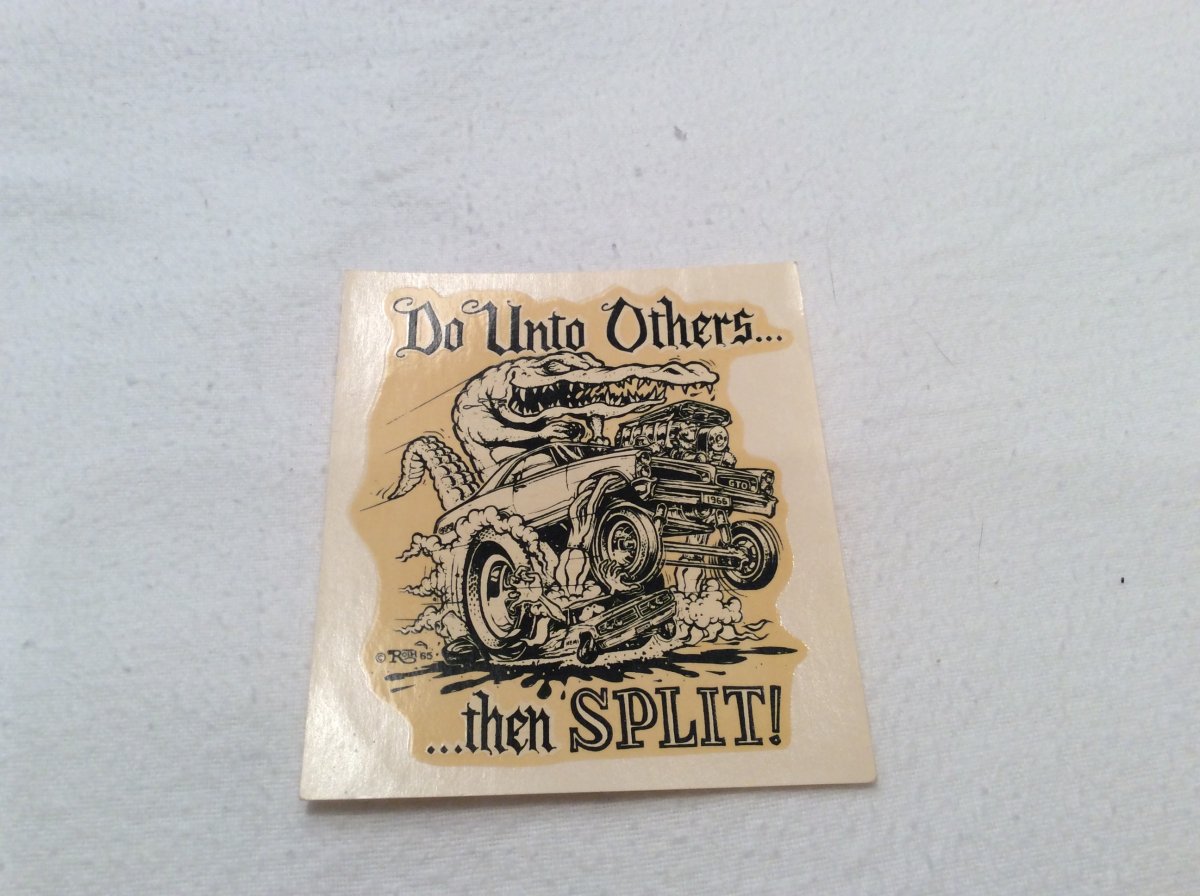 Do Unto Others...
GTO
1966
© Roth 65
...then SPLIT!